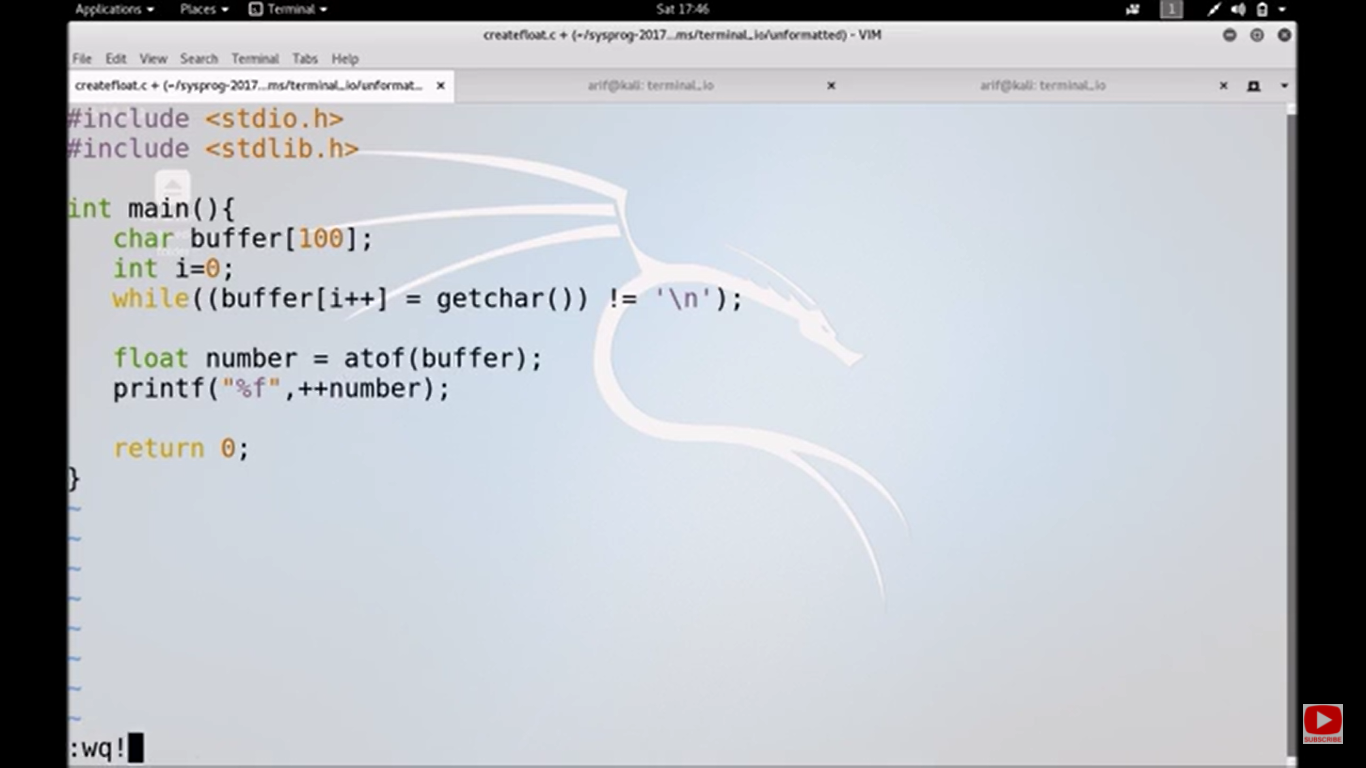 Applications Places Terminal Sat 17:46 1
createfloat.c + (~/sysprog-2017...ms/terminal_io/unformatted) - VIM
File Edit View Search Terminal Tabs Help
createfloat.c + (~/sysprog-2017...ms/terminal_io/unformat... × arif@kali: terminal_io × arif@kali: terminal_io ×
#include <stdio.h>
#include <stdlib.h>
int main(){
char buffer[100];
int i=0;
while((buffer[i++] = getchar()) != '\n');
float number = atof(buffer);
printf("%f",++number);
return 0;
}
~
~
~
~
~
~
~
~
:wq!
SUBSCRIBE